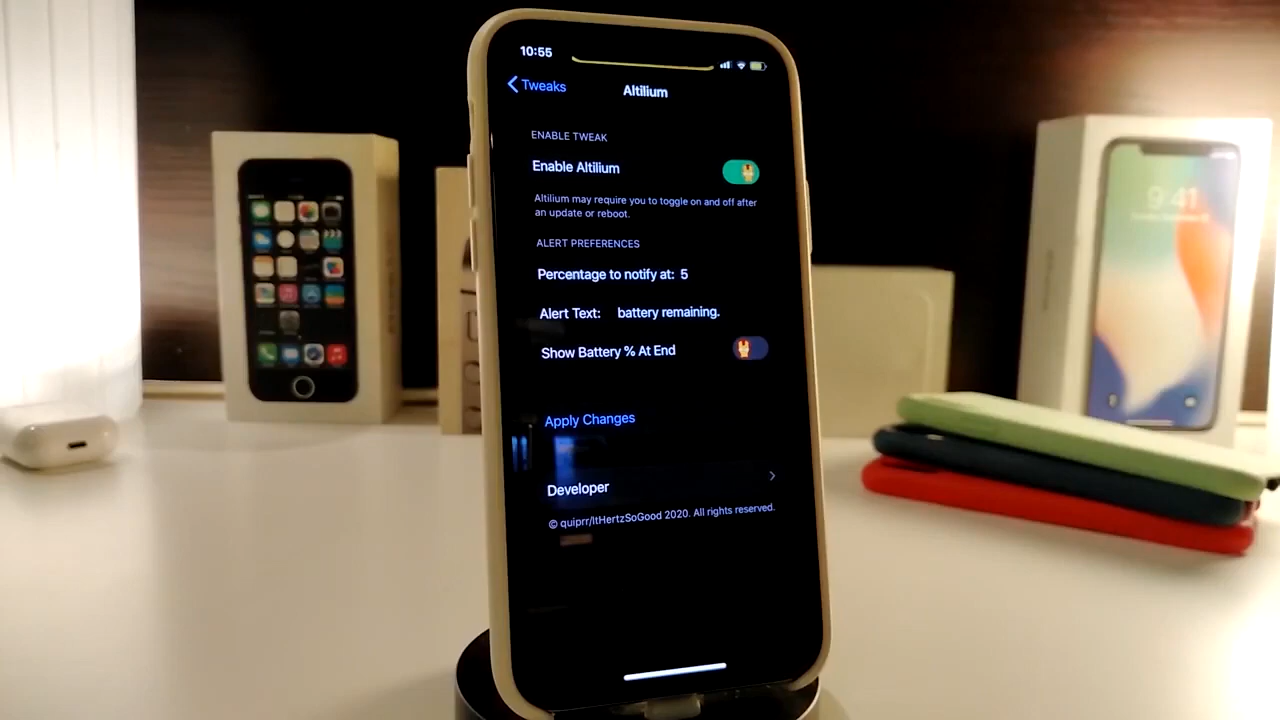 10:55
Tweaks
Altilium
ENABLE TWEAK
Enable Altilium
Altilium may require you to toggle on and off after
an update or reboot.
ALERT PREFERENCES
Percentage to notify at: 5
Alert Text: battery remaining.
Show Battery % At End
Apply Changes
Developer
© quiprr/ItHertzSoGood 2020. All rights reserved.
9:41